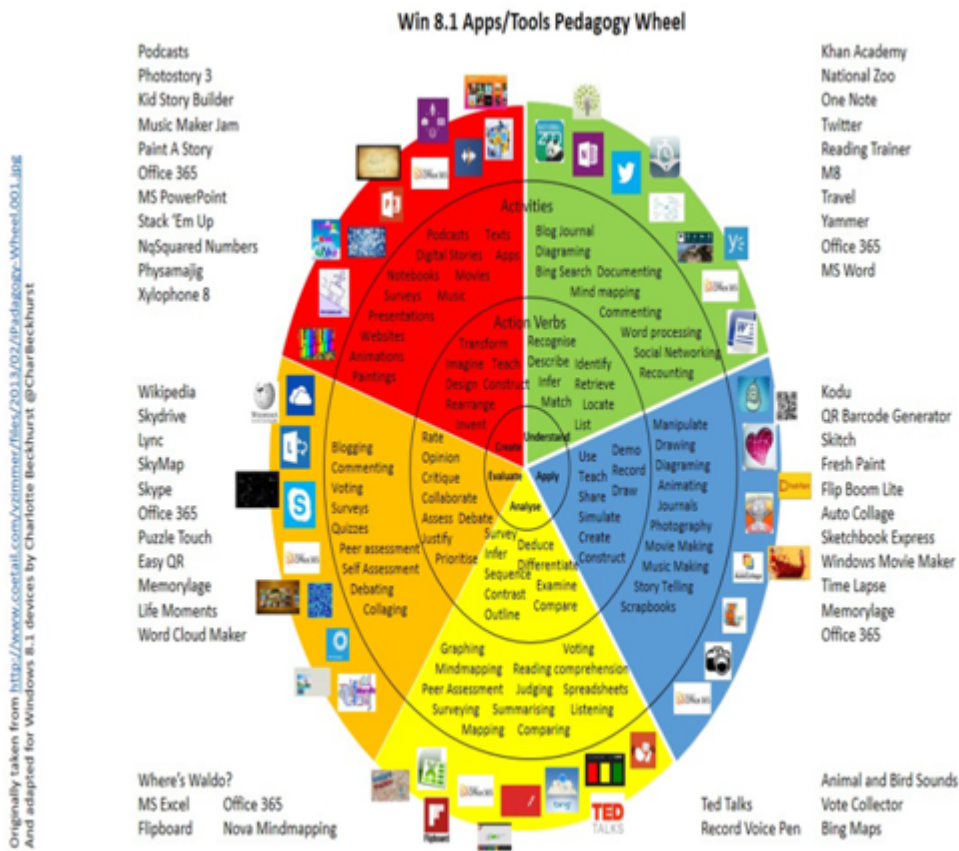 Win 8.1 Apps/Tools Pedagogy Wheel
Podcasts
Photostory 3
Kid Story Builder
Music Maker Jam
Paint A Story
Office 365
MS PowerPoint
Stack 'Em Up
NqSquared Numbers
Physamajig
Xylophone 8
Khan Academy
National Zoo
One Note
Twitter
Reading Trainer
M8
Travel
Yammer
Office 365
MS Word
Activities
Podcasts Texts
Digital Stories Apps
Notebooks Movies
Surveys Music
Presentations
Websites
Animations
Paintings
Blog Journal
Diagraming
Bing Search Documenting
Mind mapping
Commenting
Word processing
Social Networking
Recounting
Action Verbs
Transform
Imagine Teach
Design Construct
Rearrange
Invent
Recognise
Describe Identify
Infer Retrieve
Match Locate
List
Create
Understand
Evaluate
Apply
Analyse
Wikipedia
Skydrive
Lync
SkyMap
Skype
Office 365
Puzzle Touch
Easy QR
Memorylage
Life Moments
Word Cloud Maker
Blogging
Commenting
Voting
Surveys
Quizzes
Peer assessment
Self Assessment
Debating
Collaging
Rate
Opinion
Critique
Collaborate
Assess Debate
Justify
Prioritise
Survey
Infer
Sequence
Contrast
Outline
Deduce
Differentiate
Examine
Compare
Use Demo
Teach Record
Share Draw
Simulate
Create
Construct
Manipulate
Drawing
Diagraming
Animating
Journals
Photography
Movie Making
Music Making
Story Telling
Scrapbooks
Kodu
QR Barcode Generator
Skitch
Fresh Paint
Flip Boom Lite
Auto Collage
Sketchbook Express
Windows Movie Maker
Time Lapse
Memorylage
Office 365
Graphing Voting
Mindmapping Reading comprehension
Peer Assessment Judging Spreadsheets
Surveying Summarising Listening
Mapping Comparing
Where's Waldo?
MS Excel Office 365
Flipboard Nova Mindmapping
Flipboard
bing
TED
TALKS
Ted Talks
Record Voice Pen
Animal and Bird Sounds
Vote Collector
Bing Maps
Originally taken from http://www.coetail.com/vzimmer/files/2013/02/iPadagogy-Wheel.001.jpg
And adapted for Windows 8.1 devices by Charlotte Beckhurst @CharBeckhurst